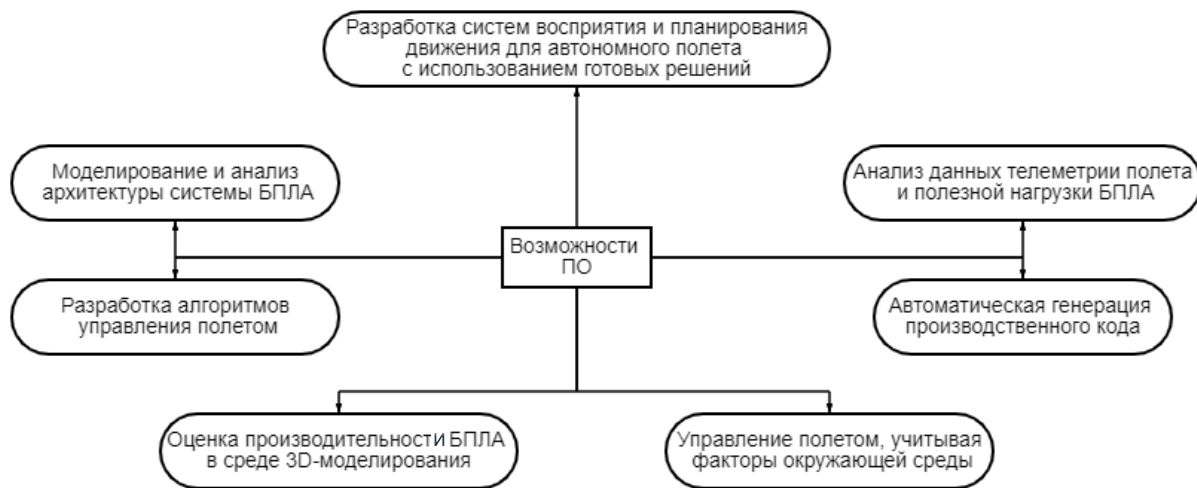 Разработка систем восприятия и планирования
движения для автономного полета
с использованием готовых решений
Моделирование и анализ
архитектуры системы БПЛА
Анализ данных телеметрии полета
и полезной нагрузки БПЛА
Возможности
ПО
Разработка алгоритмов
управления полетом
Автоматическая генерация
производственного кода
Оценка производительности БПЛА
в среде 3D-моделирования
Управление полетом, учитывая
факторы окружающей среды